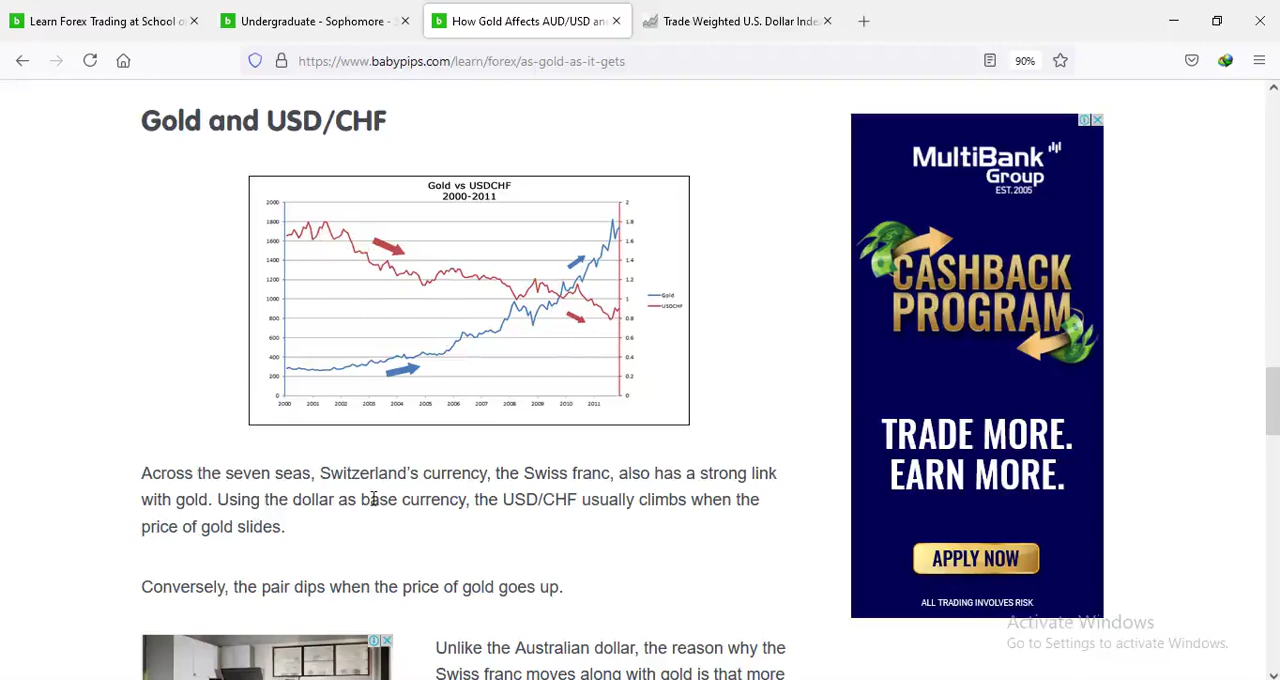 Learn Forex Trading at School o
Undergraduate - Sophomore -
How Gold Affects AUD/USD an
Trade Weighted U.S. Dollar Inde
https://www.babypips.com/learn/forex/as-gold-as-it-gets
90%
Gold and USD/CHF
Gold vs USDCHF
2000-2011
2000 2
1800 1.8
1600 1.6
1400 1.4
1200 1.2
1000 1
800 0.8
600 0.6
400 0.4
200 0.2
0 0
2000 2001 2002 2003 2004 2005 2006 2007 2008 2009 2010 2011
Gold
USDCHF
Across the seven seas, Switzerland's currency, the Swiss franc, also has a strong link
with gold. Using the dollar as base currency, the USD/CHF usually climbs when the
price of gold slides.
Conversely, the pair dips when the price of gold goes up.
Unlike the Australian dollar, the reason why the
Swiss franc moves along with gold is that more
MultiBank
Group
EST. 2005
CASHBACK
PROGRAM
TRADE MORE.
EARN MORE.
APPLY NOW
ALL TRADING INVOLVES RISK
Activate Windows
Go to Settings to activate Windows.